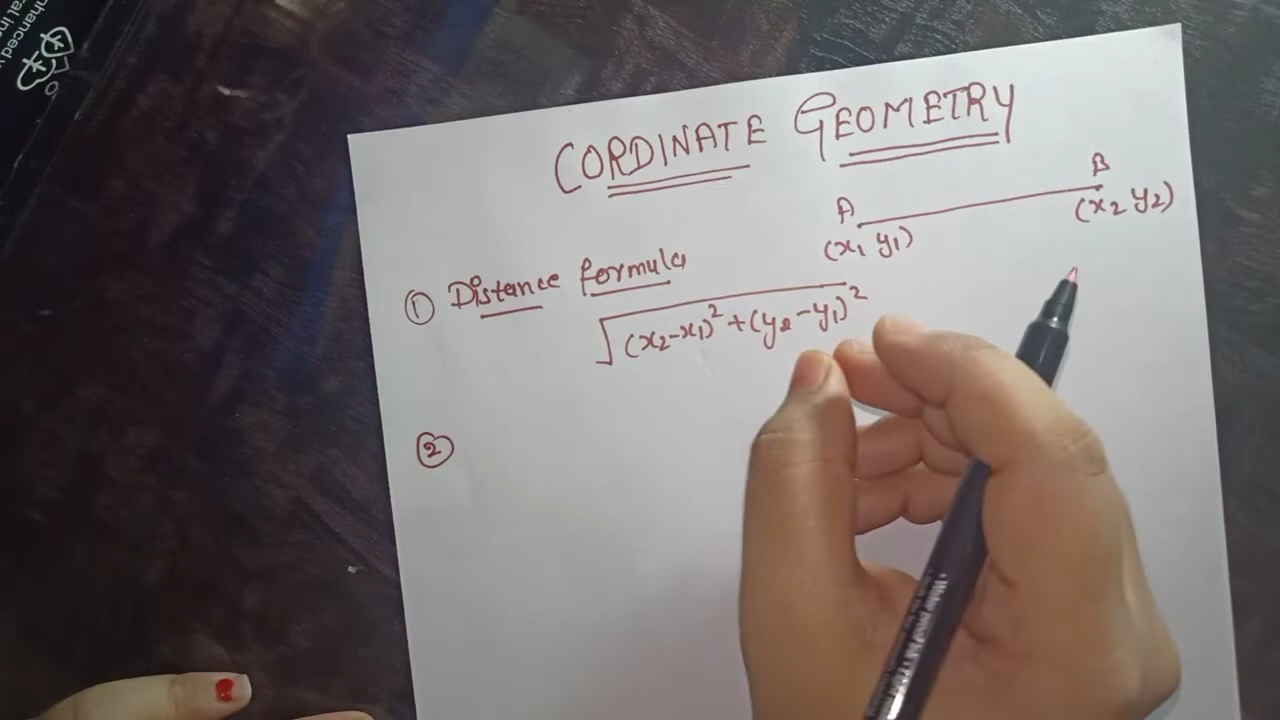 CORDINATE GEOMETRY
A B
(x₁ y₁) (x₂ y₂)
① Distance formula
√(x₂-x₁)² + (y₂-y₁)²
②